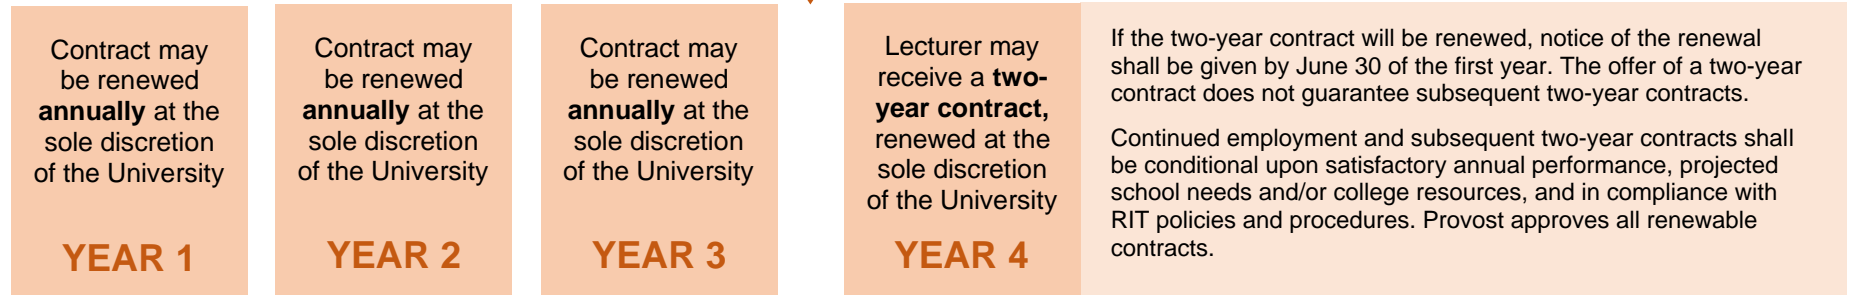 Contract may
be renewed
annually at the
sole discretion
of the University
YEAR 1
Contract may
be renewed
annually at the
sole discretion
of the University
YEAR 2
Contract may
be renewed
annually at the
sole discretion
of the University
YEAR 3
Lecturer may
receive a two-
year contract,
renewed at the
sole discretion
of the University
YEAR 4
If the two-year contract will be renewed, notice of the renewal
shall be given by June 30 of the first year. The offer of a two-year
contract does not guarantee subsequent two-year contracts.
Continued employment and subsequent two-year contracts shall
be conditional upon satisfactory annual performance, projected
school needs and/or college resources, and in compliance with
RIT policies and procedures. Provost approves all renewable
contracts.